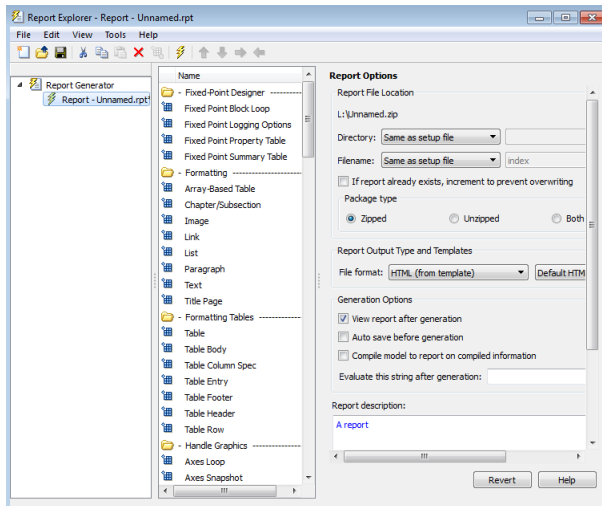 Report Explorer - Report - Unnamed.rpt
File Edit View Tools Help
Report Generator
Report - Unnamed.rpt*
Name
- Fixed-Point Designer ----------
Fixed Point Block Loop
Fixed Point Logging Options
Fixed Point Property Table
Fixed Point Summary Table
- Formatting --------------------
Array-Based Table
Chapter/Subsection
Image
Link
List
Paragraph
Text
Title Page
- Formatting Tables ------------
Table
Table Body
Table Column Spec
Table Entry
Table Footer
Table Header
Table Row
- Handle Graphics --------------
Axes Loop
Axes Snapshot
Report Options
Report File Location
L:\Unnamed.zip
Directory: Same as setup file
Filename: Same as setup file index
If report already exists, increment to prevent overwriting
Package type
Zipped Unzipped Both
Report Output Type and Templates
File format: HTML (from template) Default HTM
Generation Options
View report after generation
Auto save before generation
Compile model to report on compiled information
Evaluate this string after generation:
Report description:
A report
Revert Help